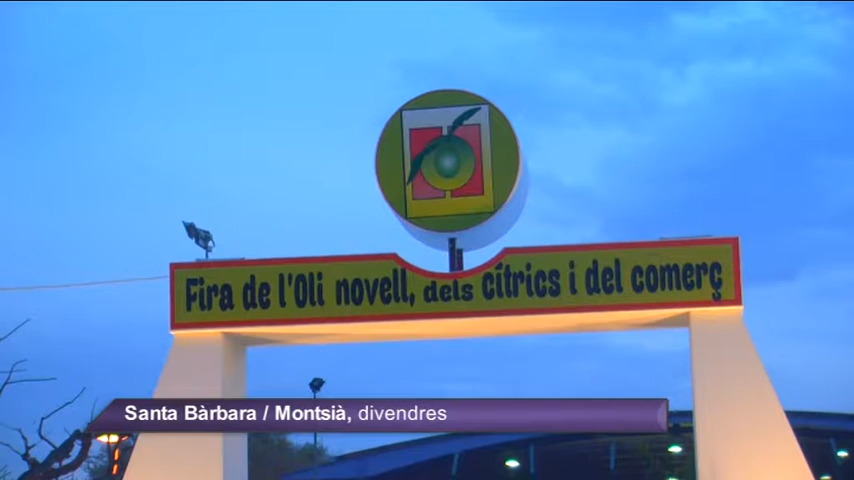 Fira de l'Oli novell, dels cítrics i del comerç
Santa Bàrbara / Montsià, divendres